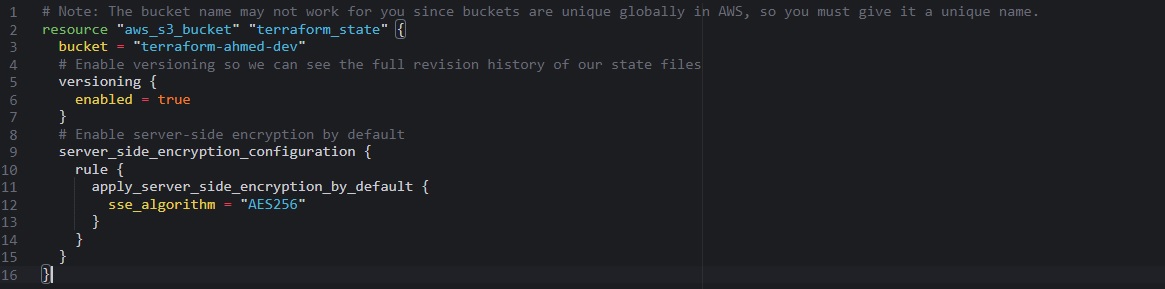 1 # Note: The bucket name may not work for you since buckets are unique globally in AWS, so you must give it a unique name.
2 resource "aws_s3_bucket" "terraform_state" {
3   bucket = "terraform-ahmed-dev"
4   # Enable versioning so we can see the full revision history of our state files
5   versioning {
6     enabled = true
7   }
8   # Enable server-side encryption by default
9   server_side_encryption_configuration {
10     rule {
11       apply_server_side_encryption_by_default {
12         sse_algorithm = "AES256"
13       }
14     }
15   }
16 }